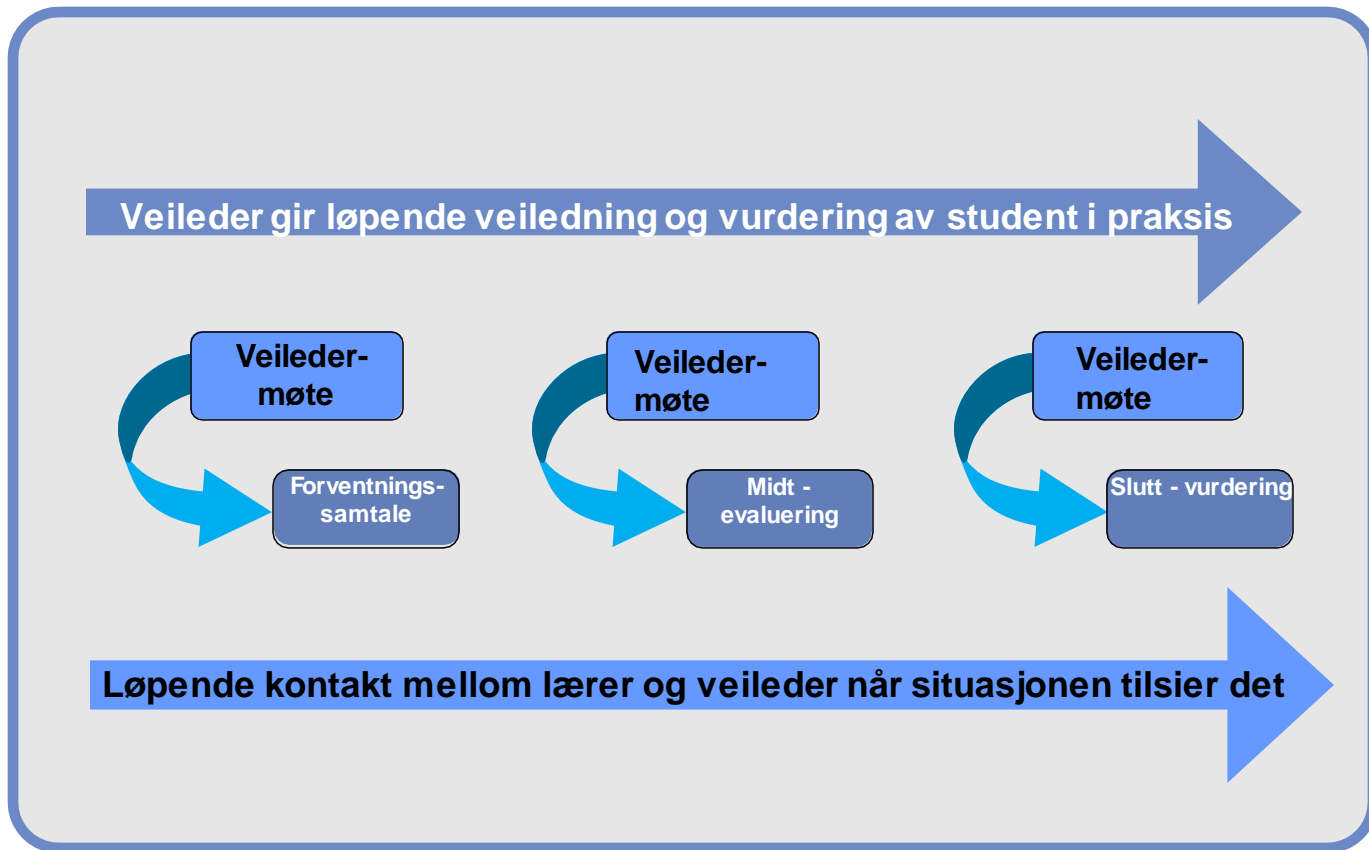 Veileder gir løpende veiledning og vurdering av student i praksis
Veileder-
møte
Veileder-
møte
Veileder-
møte
Forventnings-
samtale
Midt -
evaluering
Slutt - vurdering
Løpende kontakt mellom lærer og veileder når situasjonen tilsier det